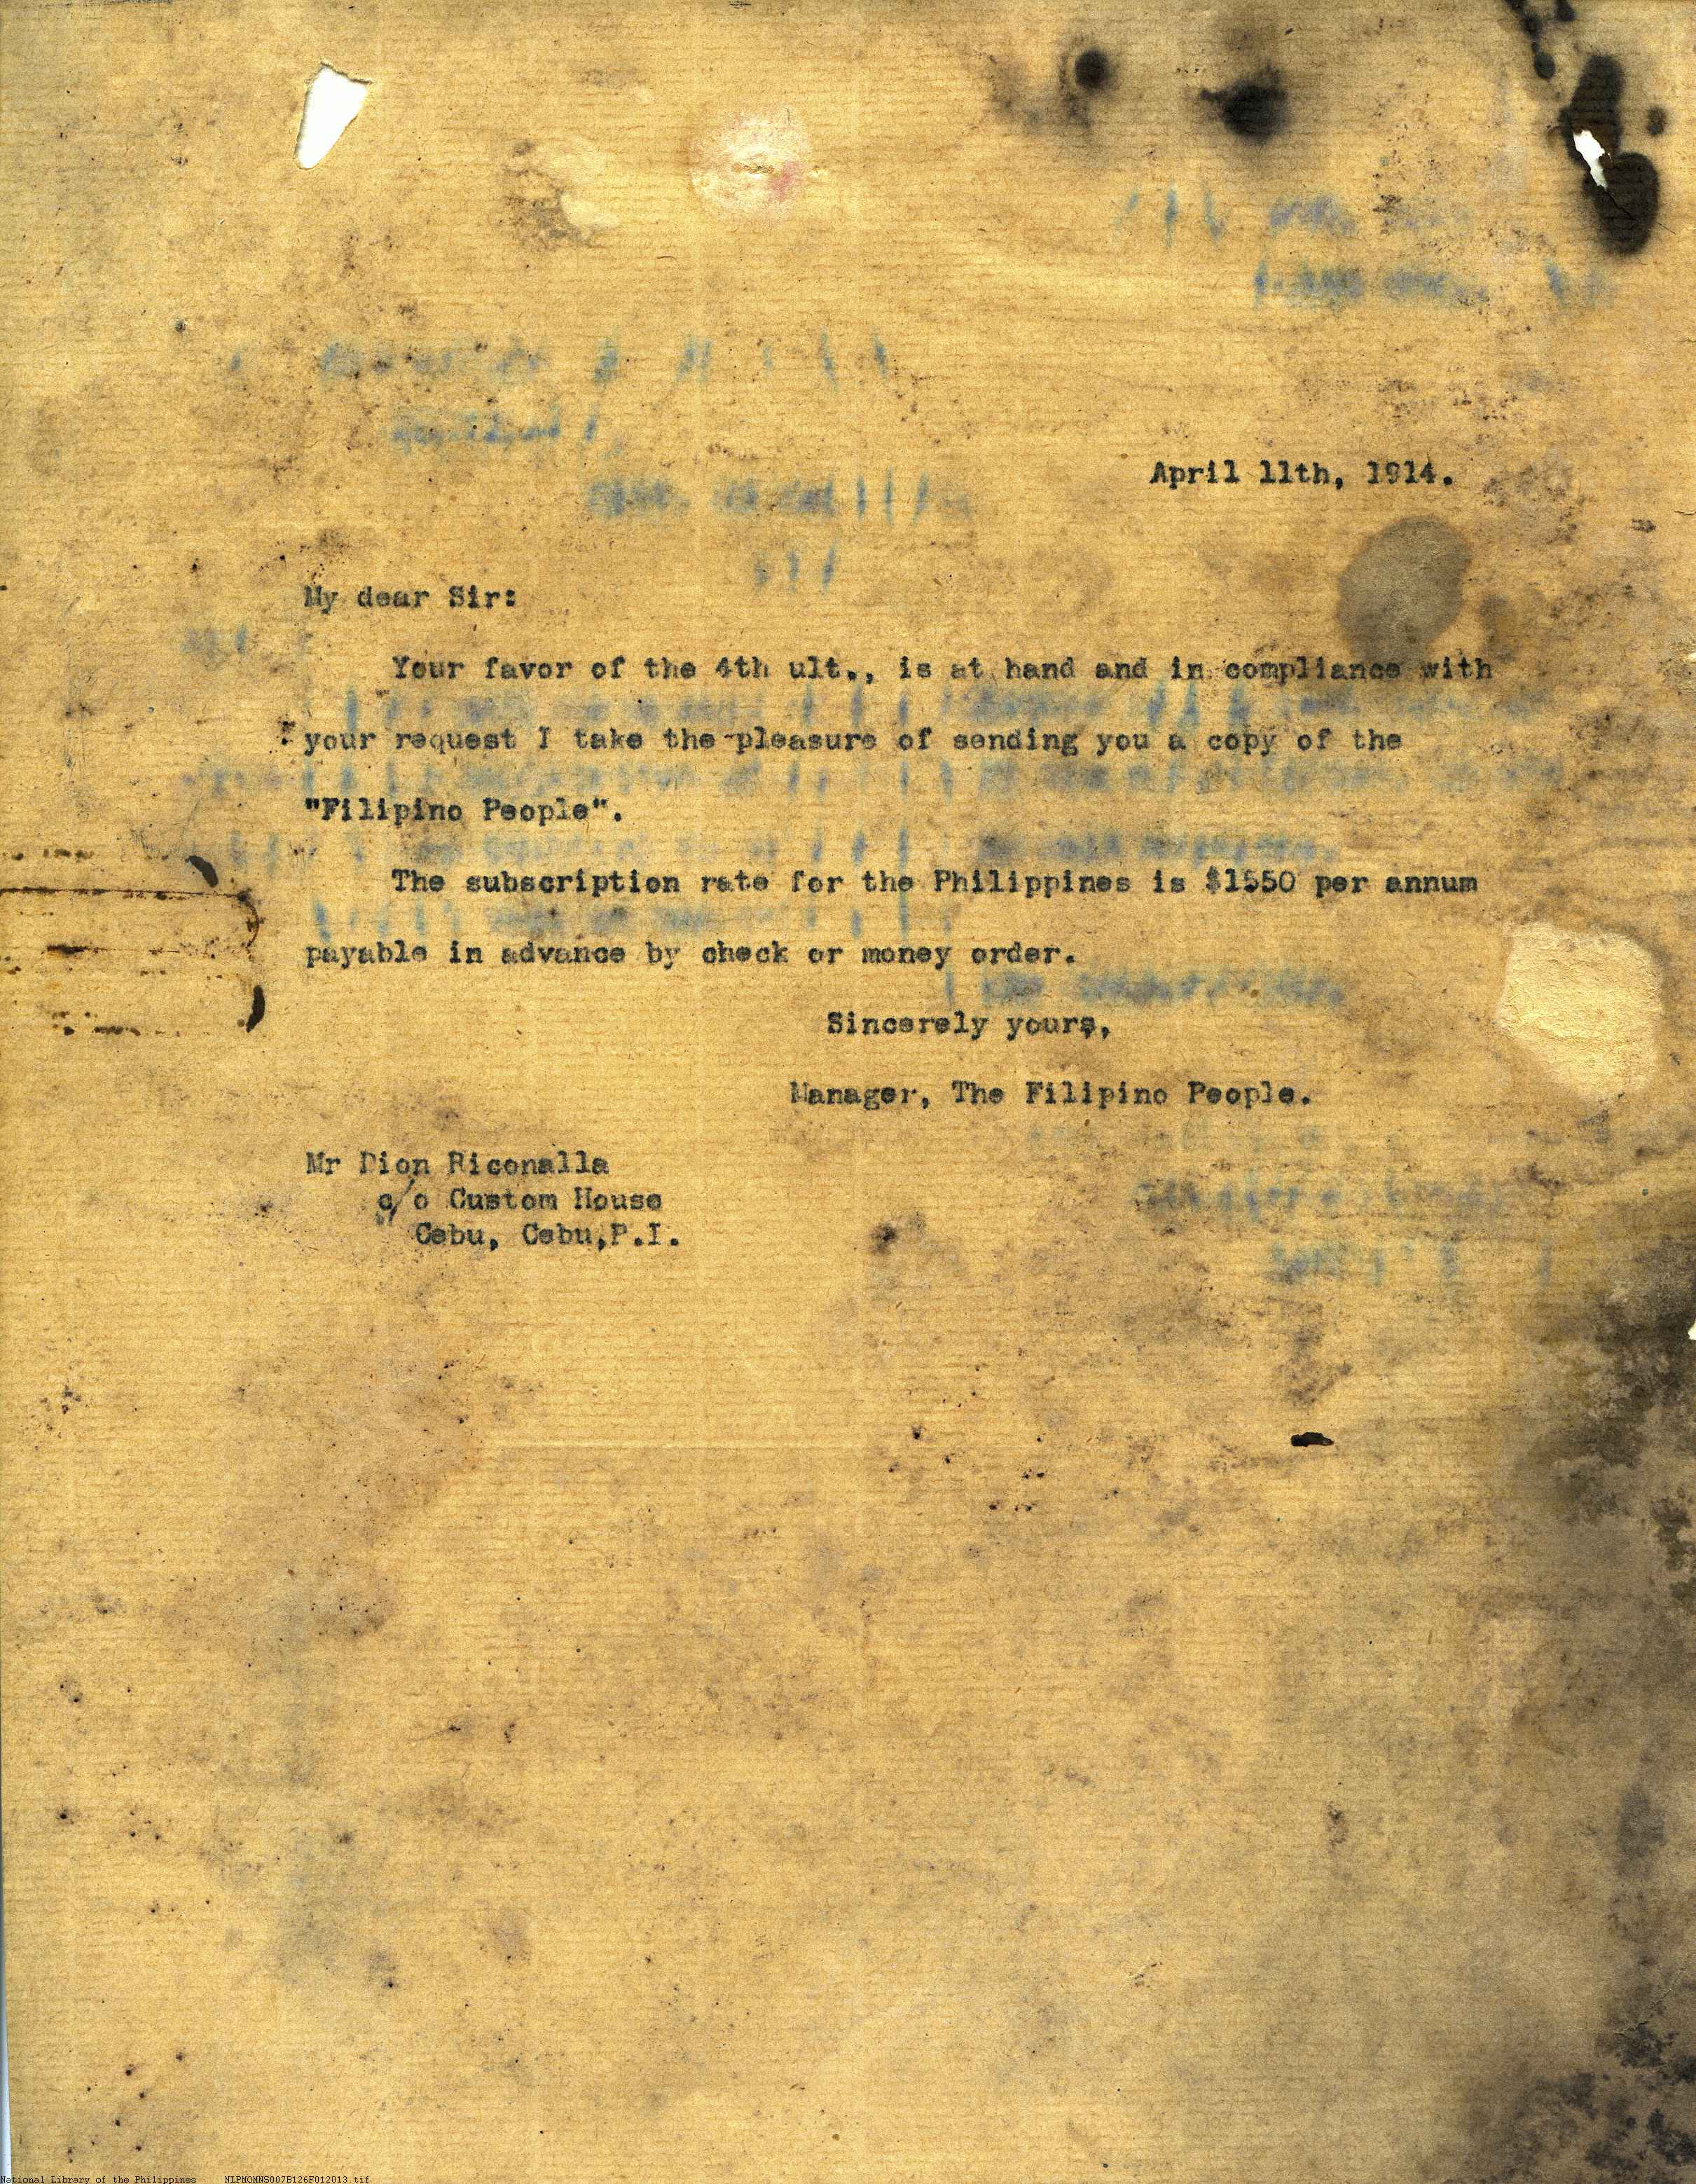 April 11th, 1914.
My dear Sir:
Your favor of the 4th ult., is at hand and in compliance with
your request I take the pleasure of sending you a copy of the
"Filipino People".
The subscription rate for the Philippines is $1550 per annum
payable in advance by check or money order.
Sincerely yours,
Manager, The Filipino People.
Mr Dion Riconalla
c/o Custom House
Cebu, Cebu,P.I.
National Library of the Philippines NLPMQMNS007B126F012013.tif